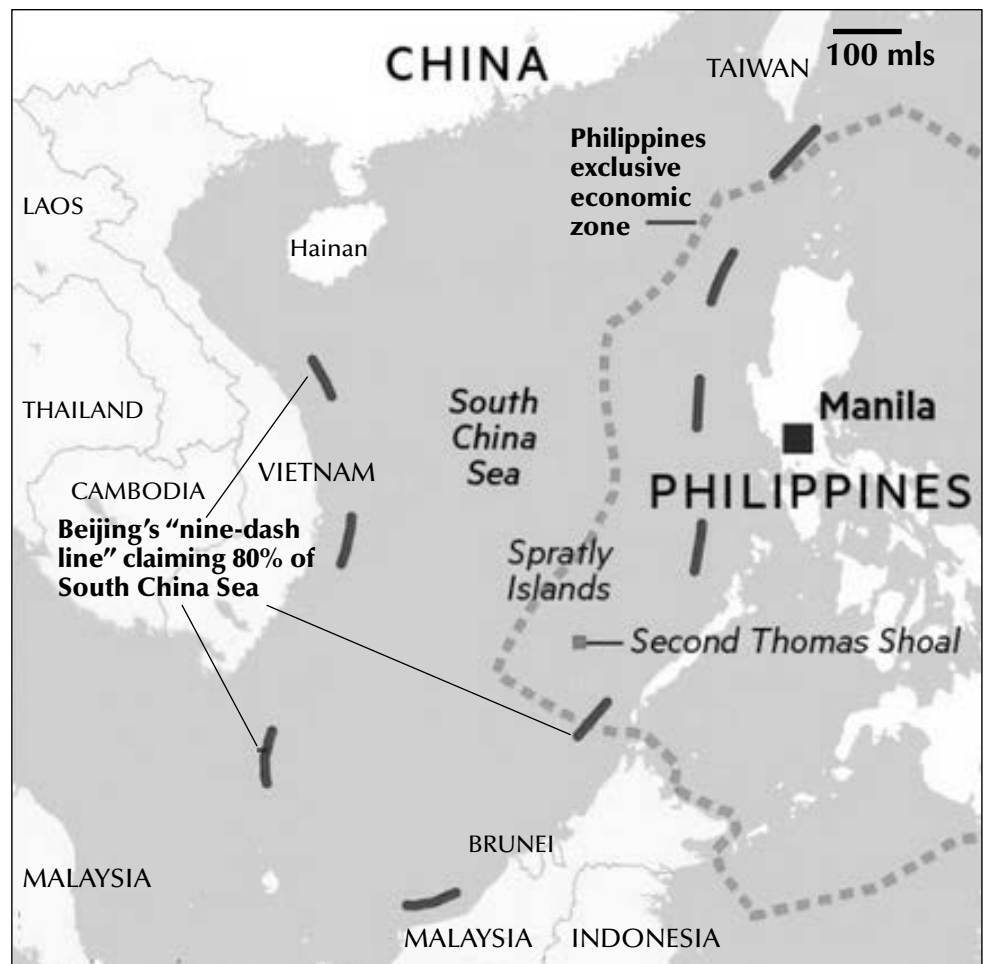 CHINA
TAIWAN
100 mls
Philippines
exclusive
economic
zone
LAOS
Hainan
THAILAND
South
China
Sea
Manila
VIETNAM
CAMBODIA
PHILIPPINES
Beijing’s “nine-dash
line” claiming 80% of
South China Sea
Spratly
Islands
Second Thomas Shoal
BRUNEI
MALAYSIA
MALAYSIA
INDONESIA